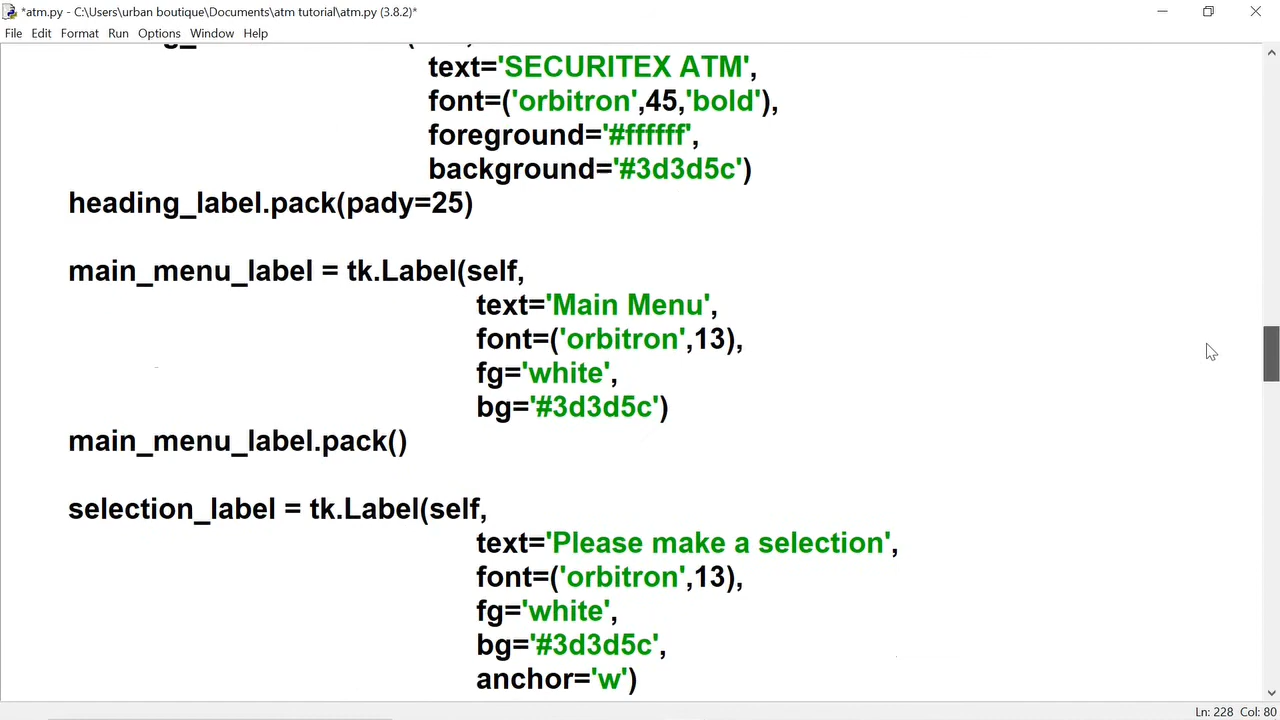 *atm.py - C:\Users\urban boutique\Documents\atm tutorial\atm.py (3.8.2)*
File Edit Format Run Options Window Help
text='SECURITEX ATM',
font=('orbitron',45,'bold'),
foreground='#ffffff',
background='#3d3d5c')
heading_label.pack(pady=25)
main_menu_label = tk.Label(self,
text='Main Menu',
font=('orbitron',13),
fg='white',
bg='#3d3d5c')
main_menu_label.pack()
selection_label = tk.Label(self,
text='Please make a selection',
font=('orbitron',13),
fg='white',
bg='#3d3d5c',
anchor='w')
Ln: 228 Col: 80